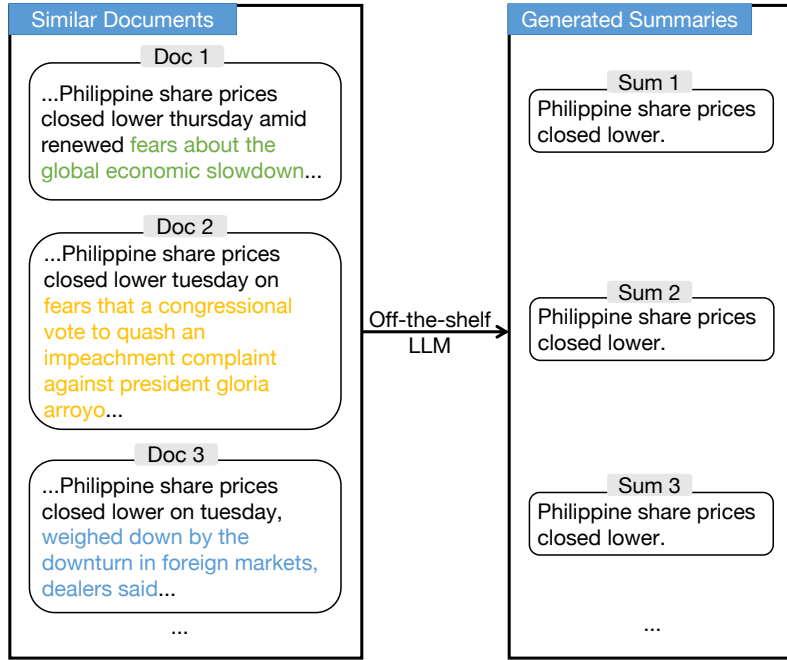 Similar Documents
Doc 1
...Philippine share prices
closed lower thursday amid
renewed fears about the
global economic slowdown...
Doc 2
...Philippine share prices
closed lower tuesday on
fears that a congressional
vote to quash an
impeachment complaint
against president gloria
arroyo...
Doc 3
...Philippine share prices
closed lower on tuesday,
weighed down by the
downturn in foreign markets,
dealers said...
...
Off-the-shelf
LLM
Generated Summaries
Sum 1
Philippine share prices
closed lower.
Sum 2
Philippine share prices
closed lower.
Sum 3
Philippine share prices
closed lower.
...